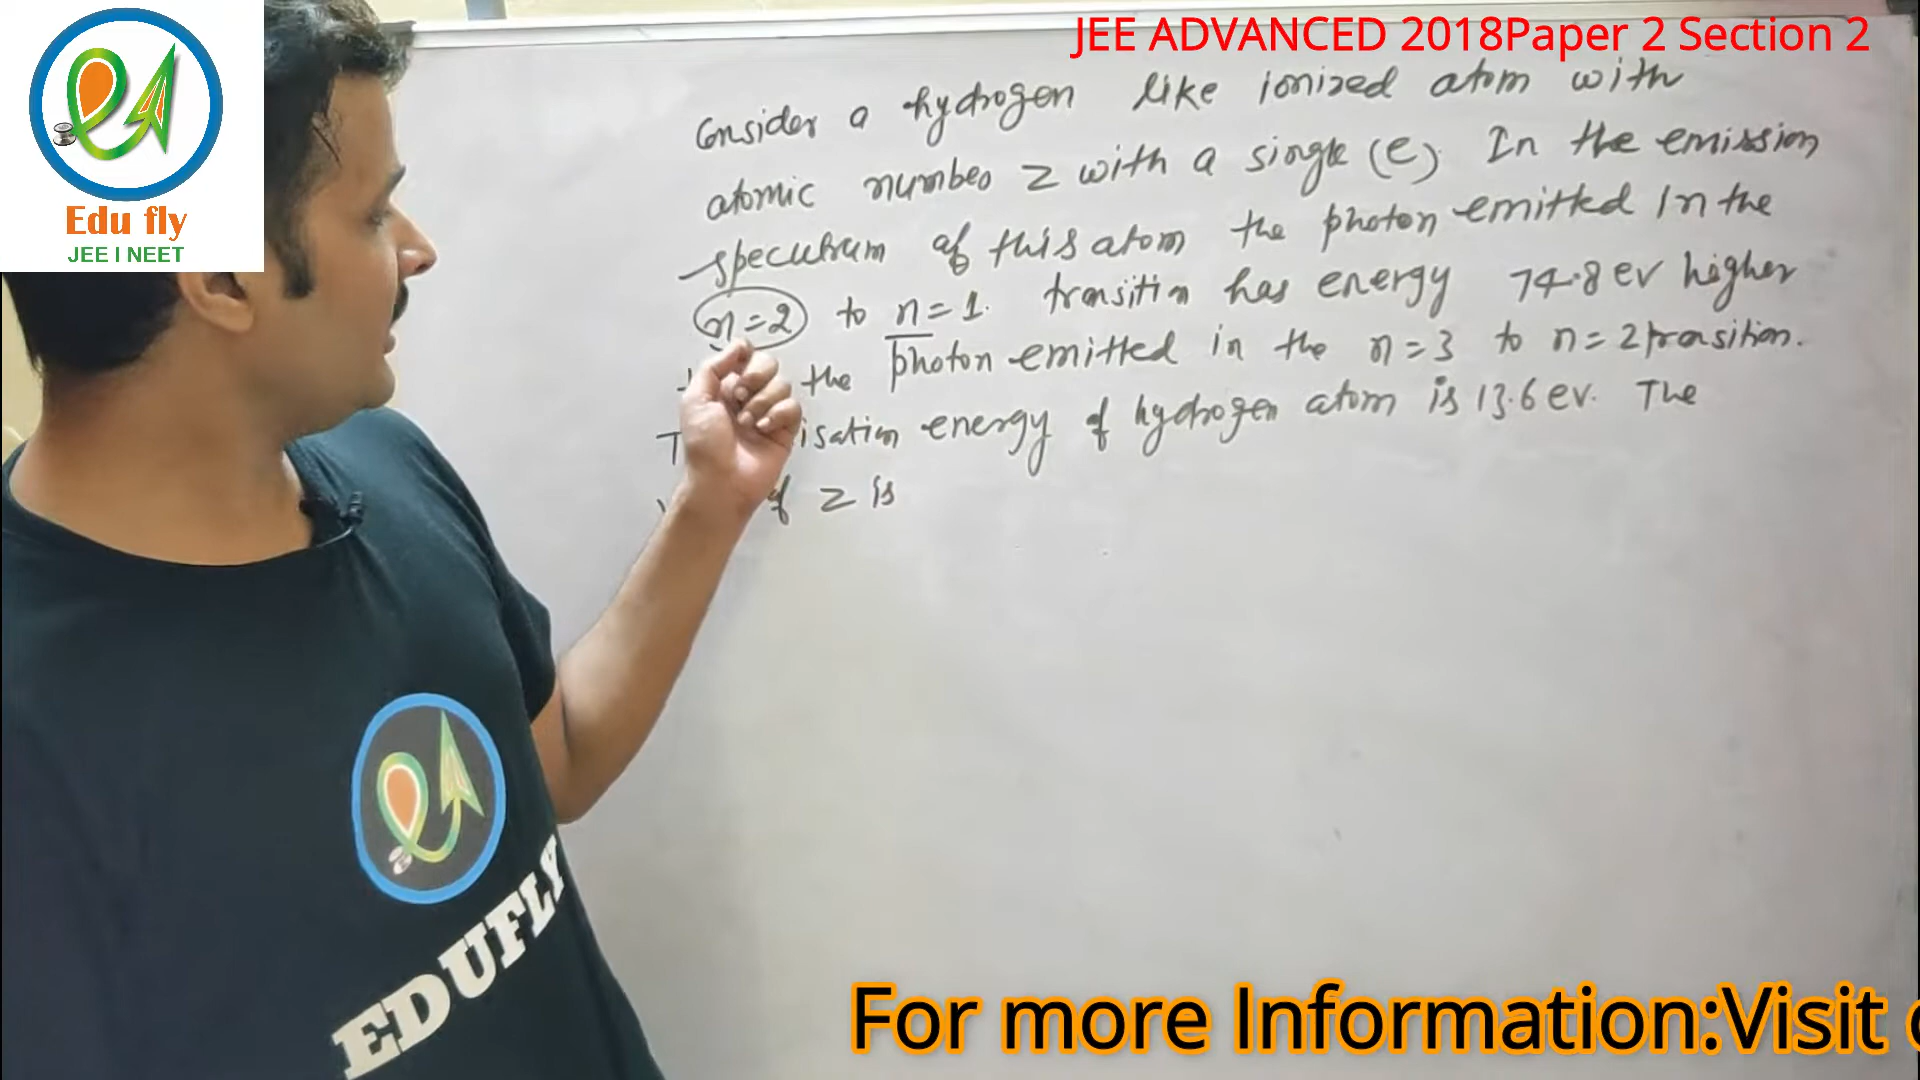 JEE ADVANCED 2018Paper 2 Section 2
Edu fly
JEE I NEET
Consider a hydrogen like ionized atom with
atomic number Z with a single (e). In the emission
spectrum of this atom the photon emitted in the
n=2 to n=1. transition has energy 74.8 ev higher
the photon emitted in the n=3 to n=2 transition.
isation energy of hydrogen atom is 13.6 ev. The
of Z is
EDUFLY
For more Information:Visit